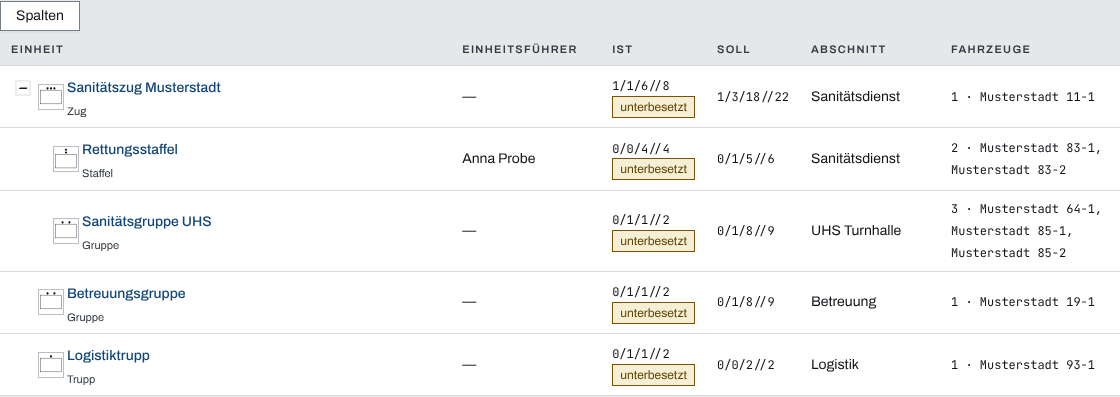 Spalten
EINHEIT EINHEITSFÜHRER IST SOLL ABSCHNITT FAHRZEUGE
Sanitätszug Musterstadt
Zug
—
1/1/6//8
unterbesetzt
1/3/18//22
Sanitätsdienst
1 · Musterstadt 11-1
Rettungsstaffel
Staffel
Anna Probe
0/0/4//4
unterbesetzt
0/1/5//6
Sanitätsdienst
2 · Musterstadt 83-1,
Musterstadt 83-2
Sanitätsgruppe UHS
Gruppe
—
0/1/1//2
unterbesetzt
0/1/8//9
UHS Turnhalle
3 · Musterstadt 64-1,
Musterstadt 85-1,
Musterstadt 85-2
Betreuungsgruppe
Gruppe
—
0/1/1//2
unterbesetzt
0/1/8//9
Betreuung
1 · Musterstadt 19-1
Logistiktrupp
Trupp
—
0/1/1//2
unterbesetzt
0/0/2//2
Logistik
1 · Musterstadt 93-1